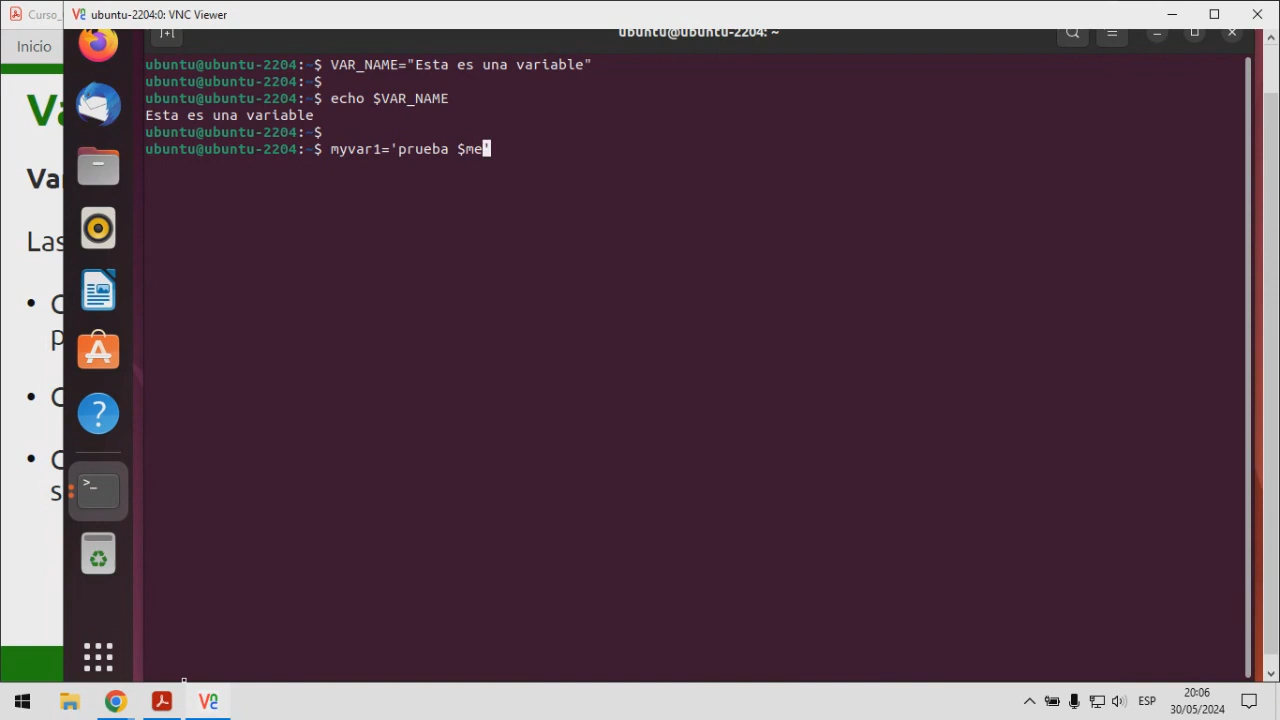 Curso_
ubuntu-2204:0: VNC Viewer
Inicio
ubuntu@ubuntu-2204: ~
ubuntu@ubuntu-2204:~$ VAR_NAME="Esta es una variable"
ubuntu@ubuntu-2204:~$
ubuntu@ubuntu-2204:~$ echo $VAR_NAME
Esta es una variable
ubuntu@ubuntu-2204:~$
ubuntu@ubuntu-2204:~$ myvar1='prueba $me'
Va
Var
Las
• C
p
• C
• C
s
ESP
20:06
30/05/2024